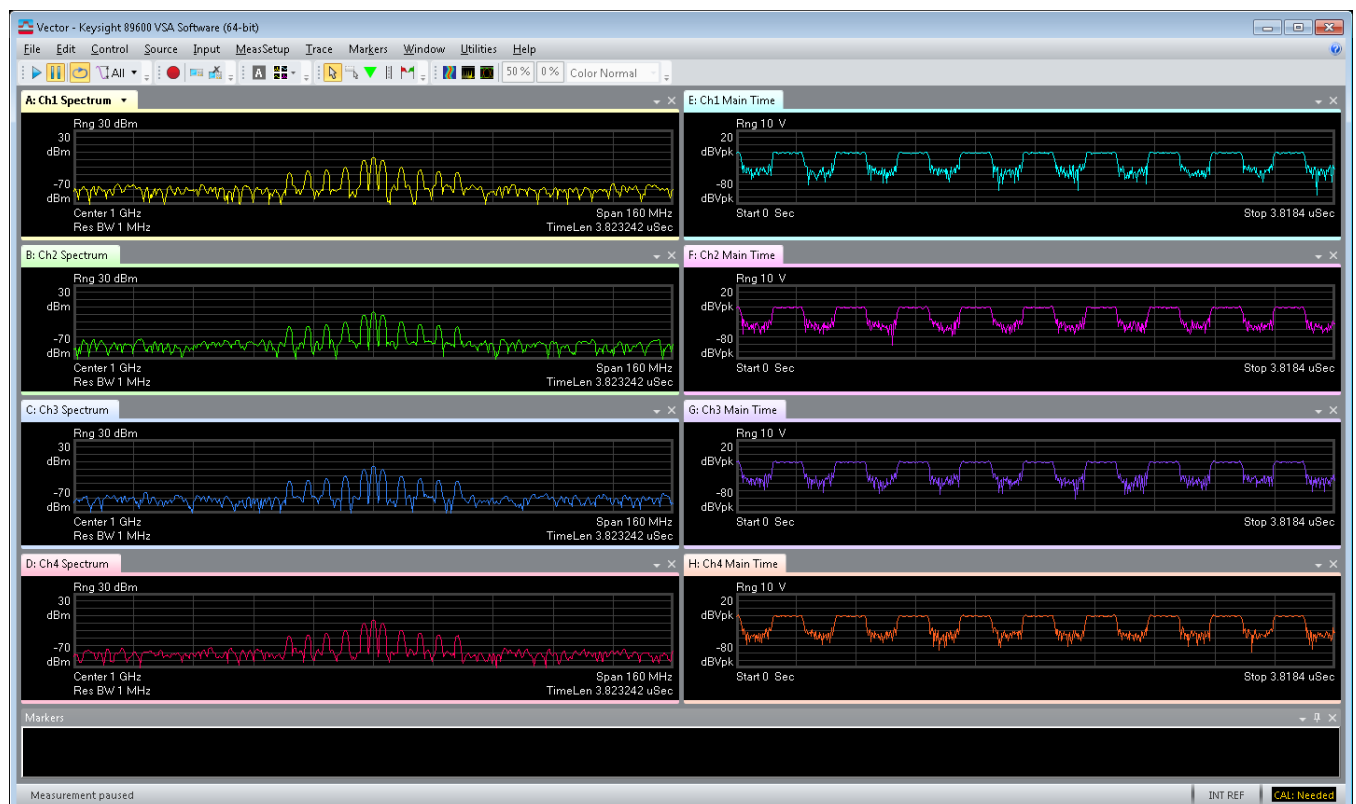 Vector - Keysight 89600 VSA Software (64-bit)
File Edit Control Source Input MeasSetup Trace Markers Window Utilities Help
All A 50% 0% Color Normal
A: Ch1 Spectrum
Rng 30 dBm
30
dBm
-70
dBm
Center 1 GHz Span 160 MHz
Res BW 1 MHz TimeLen 3.823242 uSec
E: Ch1 Main Time
Rng 10 V
20
dBVpk
-80
dBVpk
Start 0 Sec Stop 3.8184 uSec
B: Ch2 Spectrum
Rng 30 dBm
30
dBm
-70
dBm
Center 1 GHz Span 160 MHz
Res BW 1 MHz TimeLen 3.823242 uSec
F: Ch2 Main Time
Rng 10 V
20
dBVpk
-80
dBVpk
Start 0 Sec Stop 3.8184 uSec
C: Ch3 Spectrum
Rng 30 dBm
30
dBm
-70
dBm
Center 1 GHz Span 160 MHz
Res BW 1 MHz TimeLen 3.823242 uSec
G: Ch3 Main Time
Rng 10 V
20
dBVpk
-80
dBVpk
Start 0 Sec Stop 3.8184 uSec
D: Ch4 Spectrum
Rng 30 dBm
30
dBm
-70
dBm
Center 1 GHz Span 160 MHz
Res BW 1 MHz TimeLen 3.823242 uSec
H: Ch4 Main Time
Rng 10 V
20
dBVpk
-80
dBVpk
Start 0 Sec Stop 3.8184 uSec
Markers
Measurement paused INT REF CAL: Needed